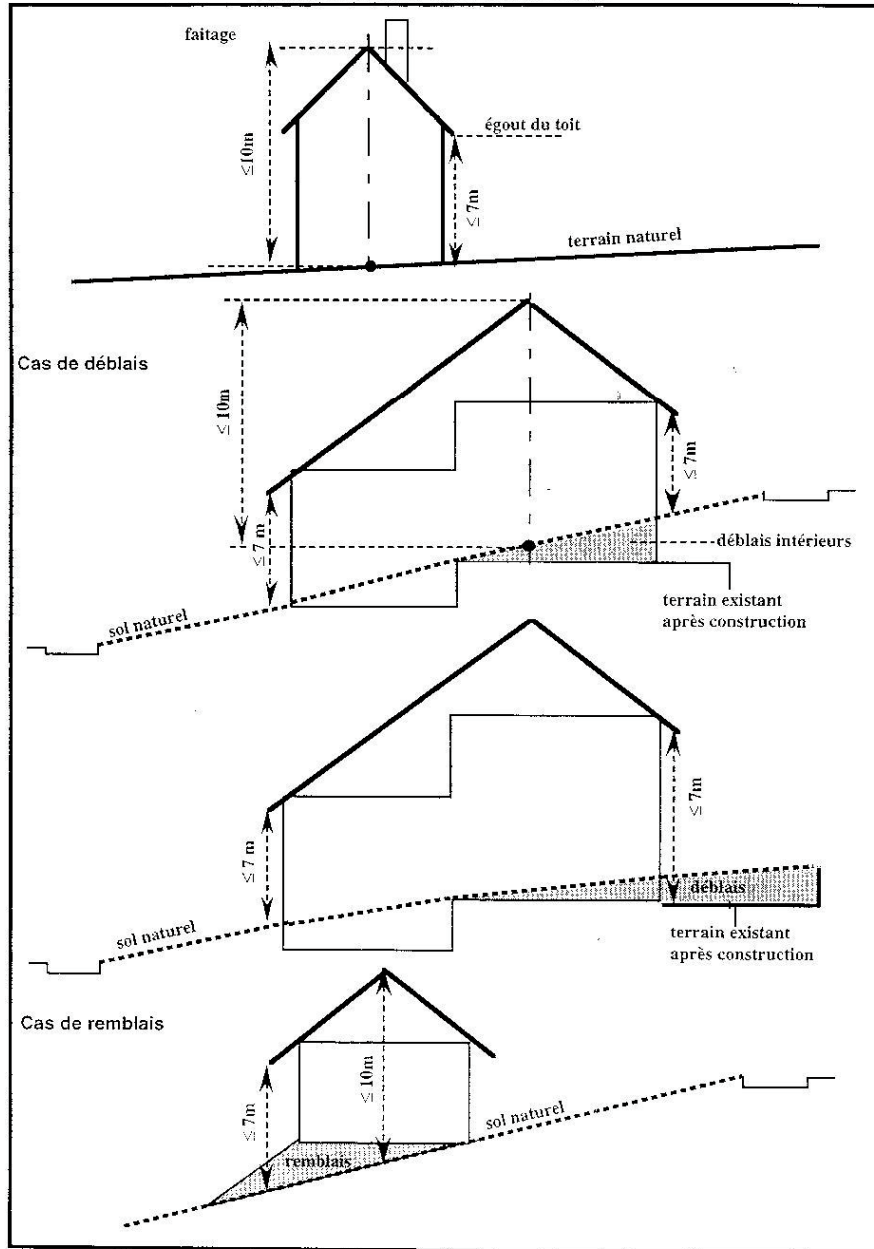 faitage
≤10m
égout du toit
≤ 7m
terrain naturel
Cas de déblais
≤ 10m
≤ 7m
≤ 7 m
déblais intérieurs
sol naturel
terrain existant
après construction
≤ 7m
≤ 7 m
déblais
sol naturel
terrain existant
après construction
Cas de remblais
≤ 10m
≤ 7m
sol naturel
remblais